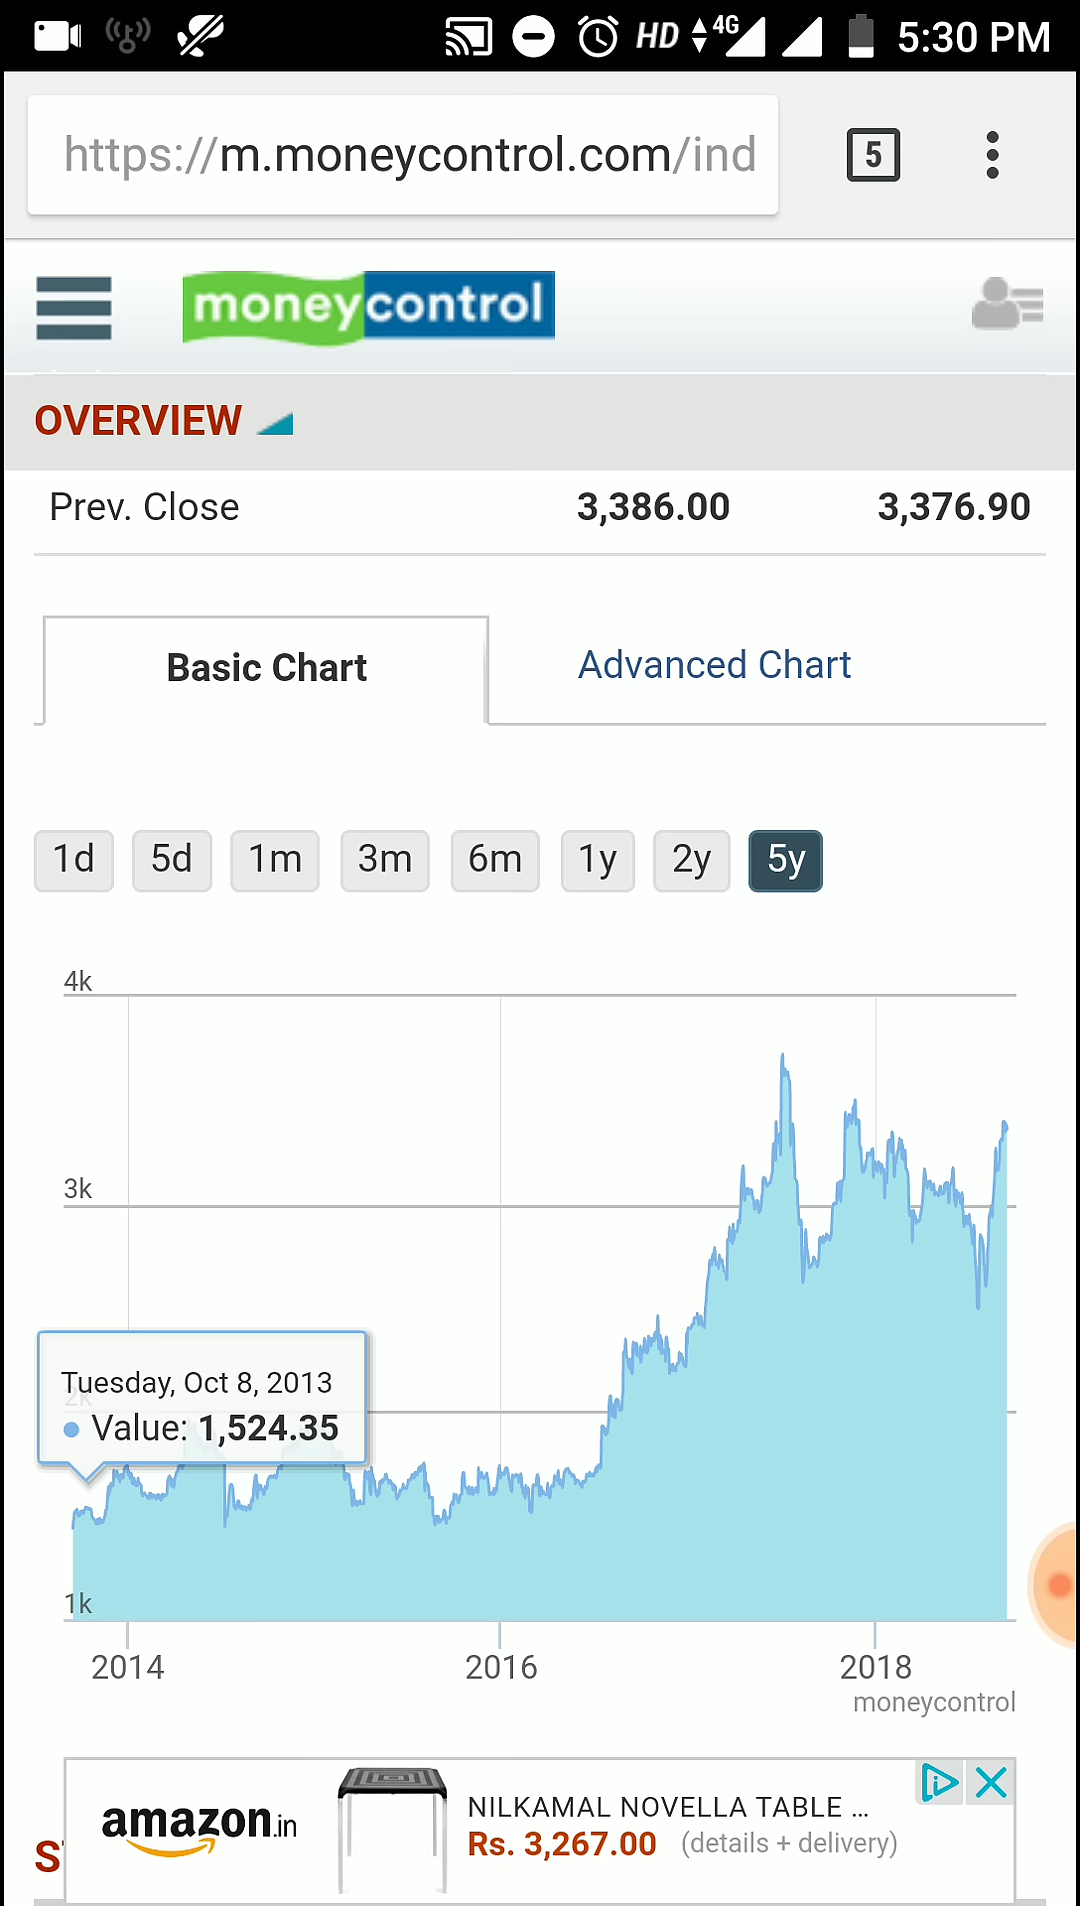 HD 4G 5:30 PM
https://m.moneycontrol.com/ind 5
moneycontrol
OVERVIEW
Prev. Close 3,386.00 3,376.90
Basic Chart Advanced Chart
1d 5d 1m 3m 6m 1y 2y 5y
4k
3k
Tuesday, Oct 8, 2013
2k
Value: 1,524.35
1k
2014 2016 2018
moneycontrol
amazon.in
NILKAMAL NOVELLA TABLE ...
Rs. 3,267.00 (details + delivery)